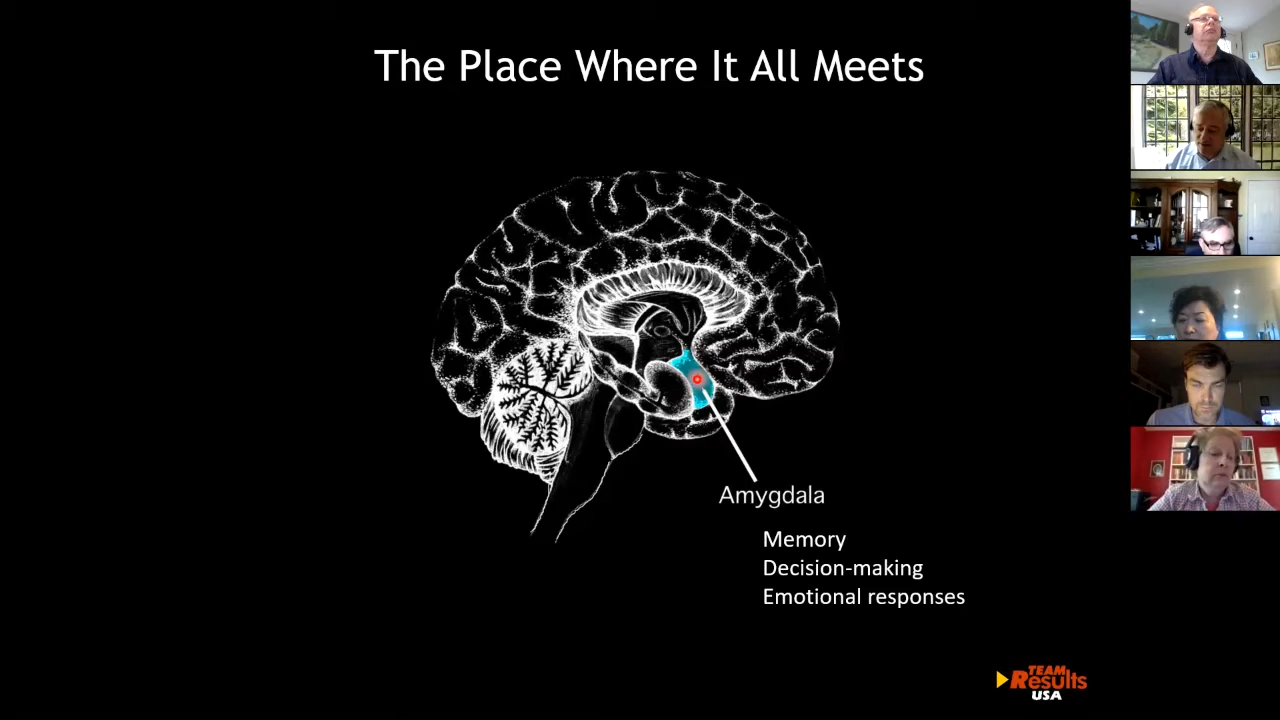 The Place Where It All Meets
Amygdala
Memory
Decision-making
Emotional responses
TEAM
Results
USA